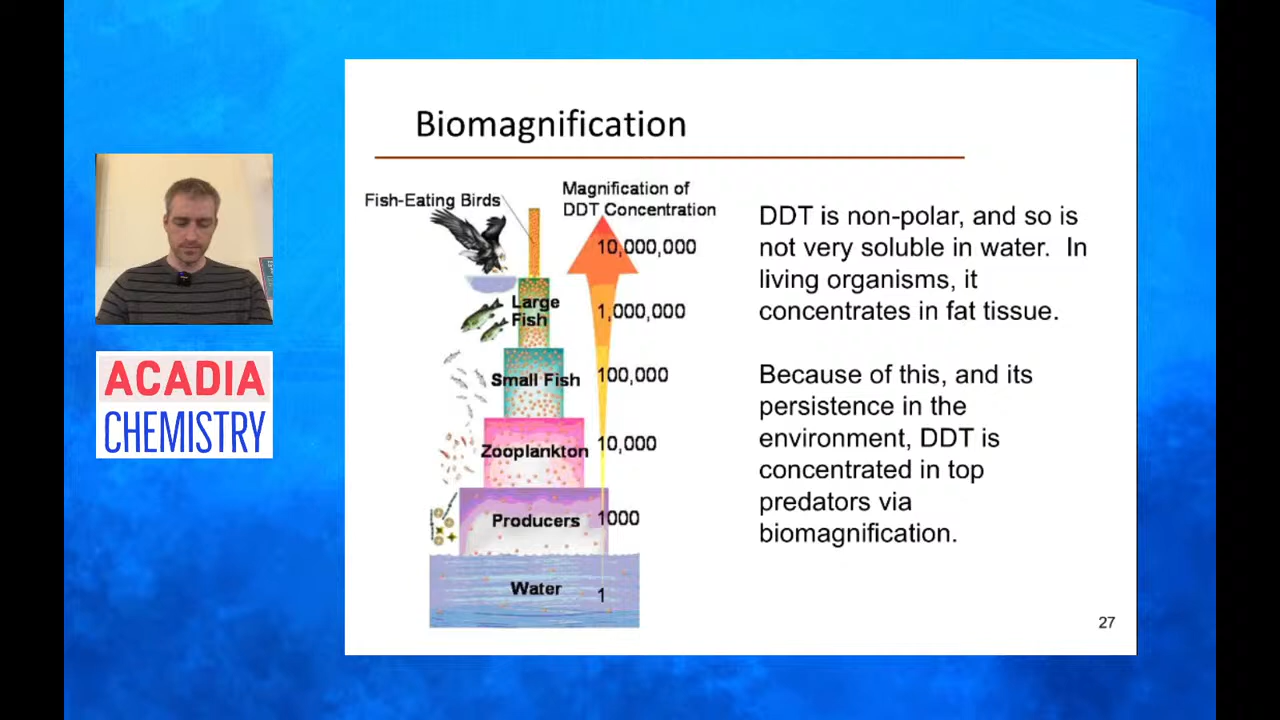 Biomagnification
Fish-Eating Birds
Magnification of
DDT Concentration
10,000,000
Large
Fish
1,000,000
Small Fish
100,000
Zooplankton
10,000
Producers
1000
Water
1
DDT is non-polar, and so is
not very soluble in water. In
living organisms, it
concentrates in fat tissue.
Because of this, and its
persistence in the
environment, DDT is
concentrated in top
predators via
biomagnification.
27
ACADIA
CHEMISTRY